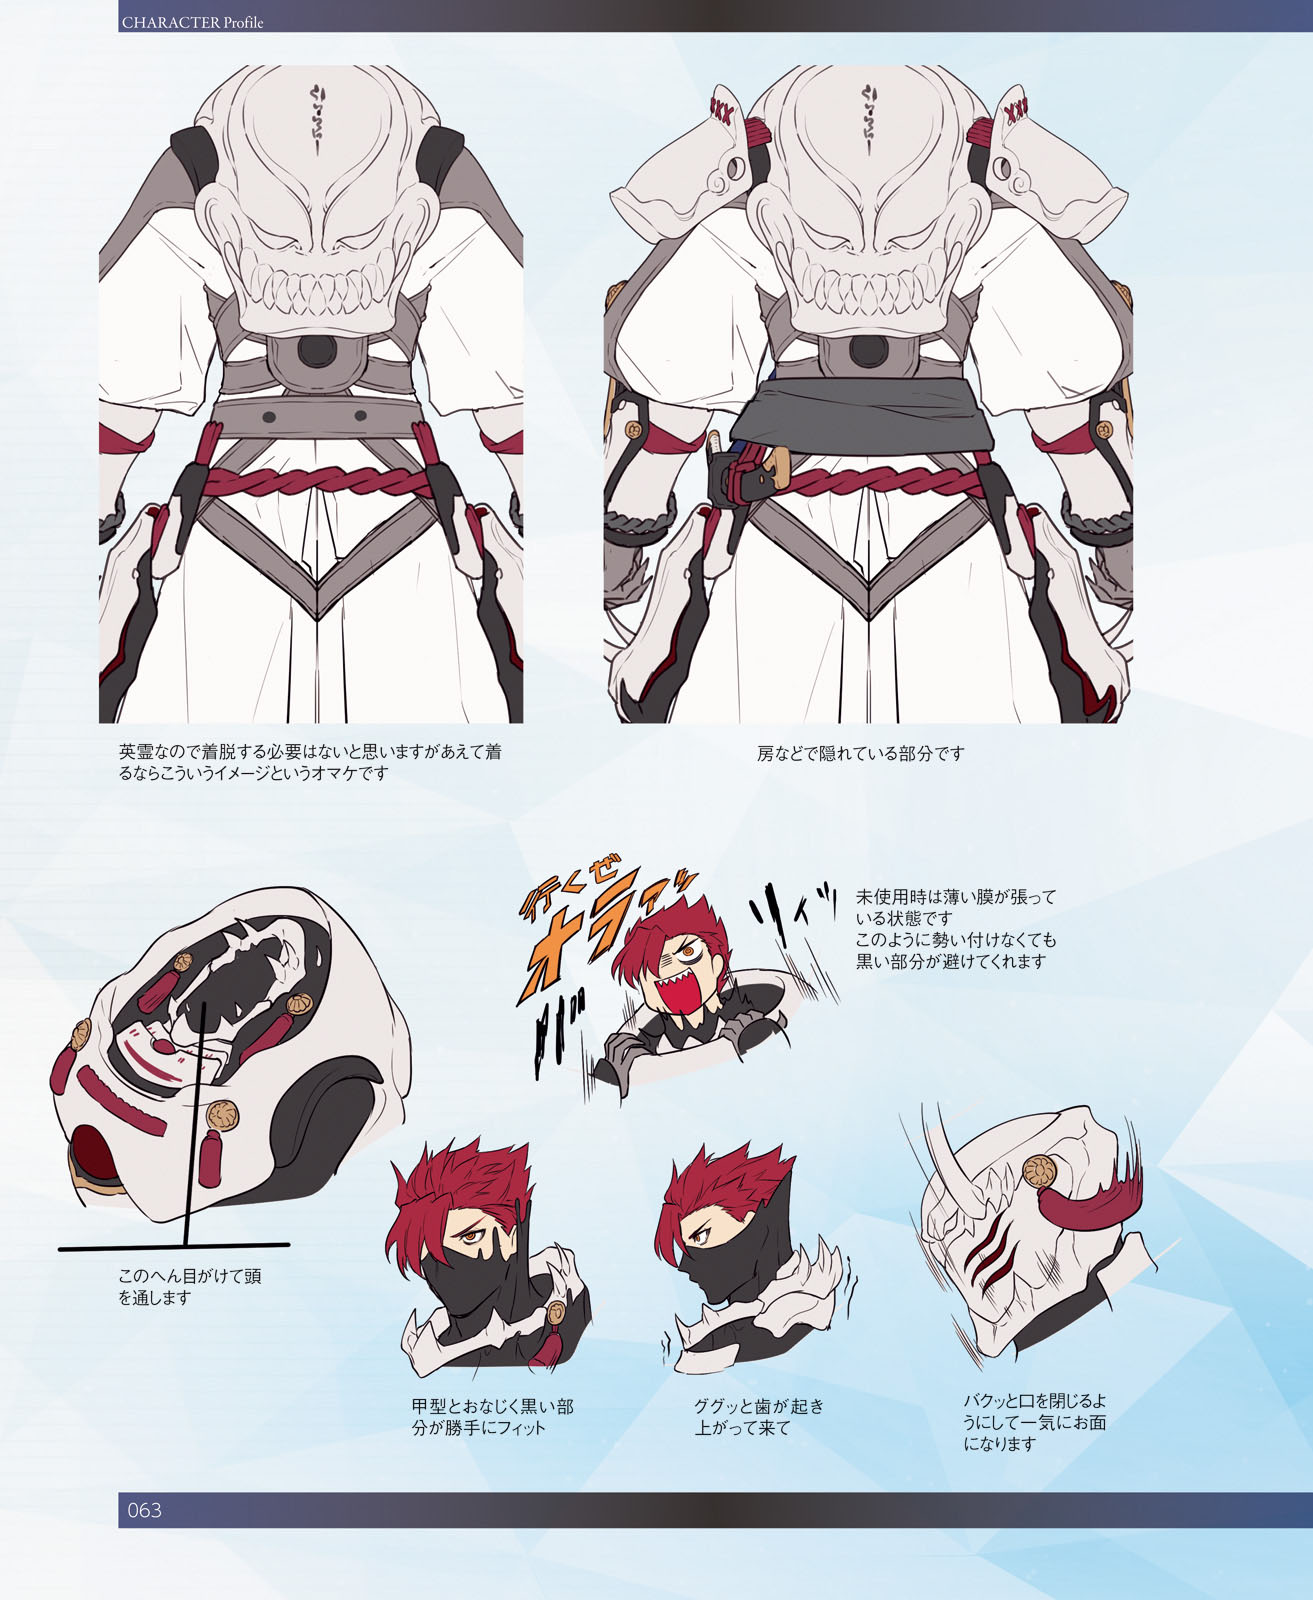 CHARACTER Profile
英霊なので着脱する必要はないと思いますがあえて着
るならこういうイメージというオマケです
房などで隠れている部分です
行くぜ
オラァッ
ツィッ
未使用時は薄い膜が張って
いる状態です
このように勢い付けなくても
黒い部分が避けてくれます
このへん目がけて頭
を通します
甲型とおなじく黒い部
分が勝手にフィット
ググッと歯が起き
上がって来て
バクッと口を閉じるよ
うにして一気にお面
になります
063